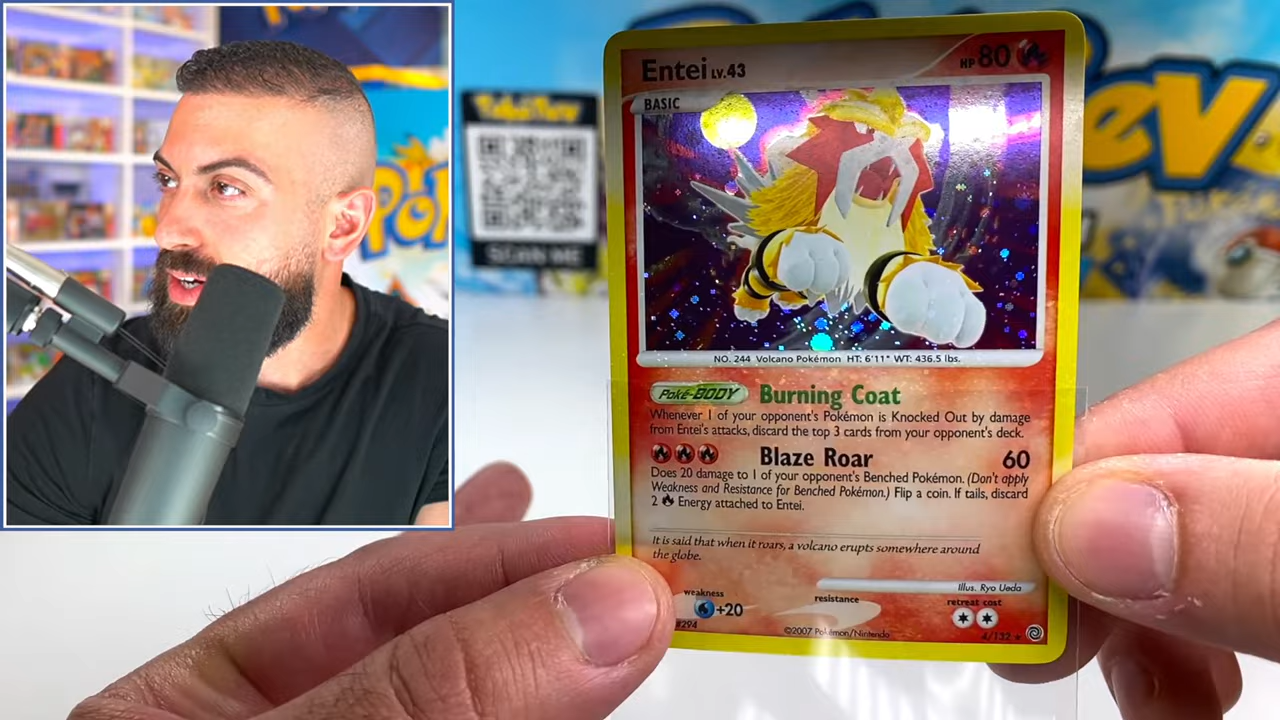 SCAN ME
Entei LV.43
HP 80
BASIC
NO. 244 Volcano Pokémon HT: 6'11" WT: 436.5 lbs.
Poké-BODY Burning Coat
Whenever 1 of your opponent's Pokémon is Knocked Out by damage
from Entei's attacks, discard the top 3 cards from your opponent's deck.
Blaze Roar 60
Does 20 damage to 1 of your opponent's Benched Pokémon. (Don't apply
Weakness and Resistance for Benched Pokémon.) Flip a coin. If tails, discard
2 Energy attached to Entei.
It is said that when it roars, a volcano erupts somewhere around
the globe.
Illus. Ryo Ueda
weakness resistance retreat cost
+20
#294 ©2007 Pokémon/Nintendo 4/132